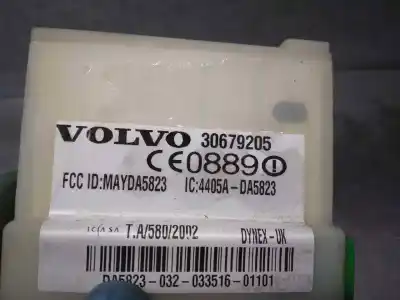 VOLVO 30679205
CE0889
FCC ID:MAYDA5823 IC:4405A-DA5823
T.A/580/2002 DYNEX-UK
DA5823-032-033516-01101